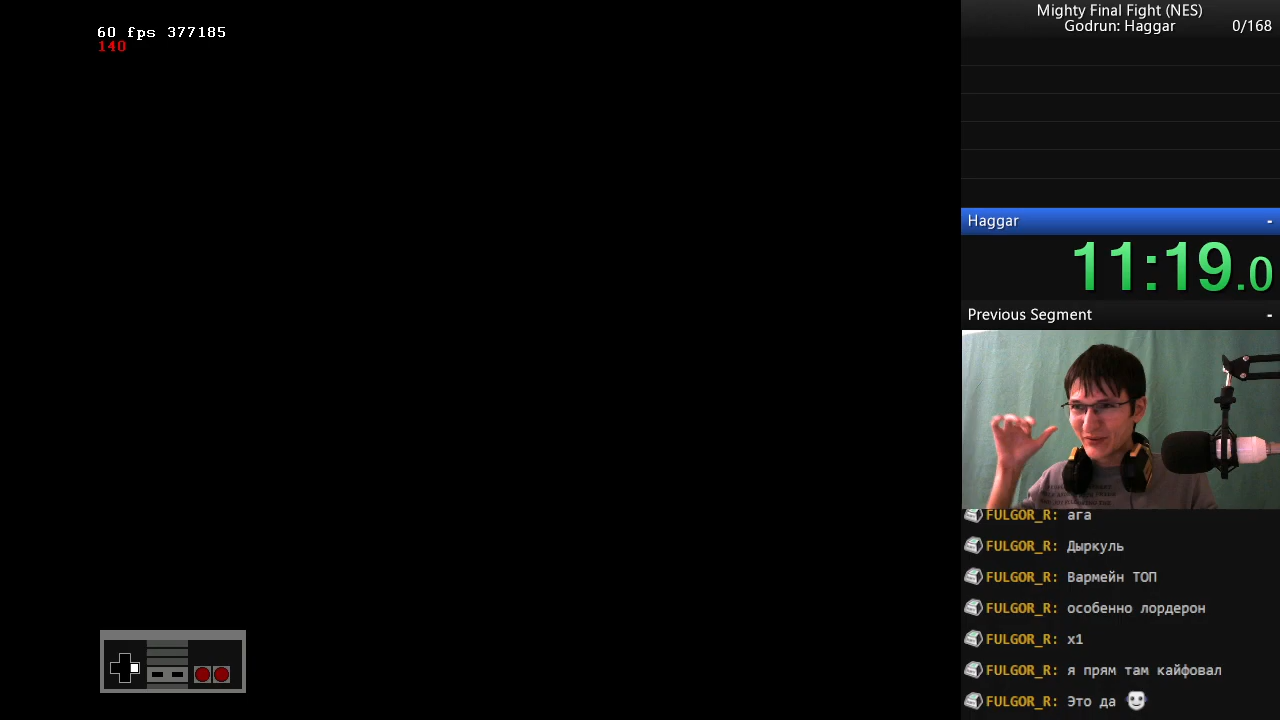 60 fps 377185
140
Mighty Final Fight (NES)
Godrun: Haggar 0/168
Haggar -
11:19.0
Previous Segment -
FULGOR_R: ага
FULGOR_R: Дыркуль
FULGOR_R: Вармейн ТОП
FULGOR_R: особенно лордерон
FULGOR_R: х1
FULGOR_R: я прям там кайфовал
FULGOR_R: Это да